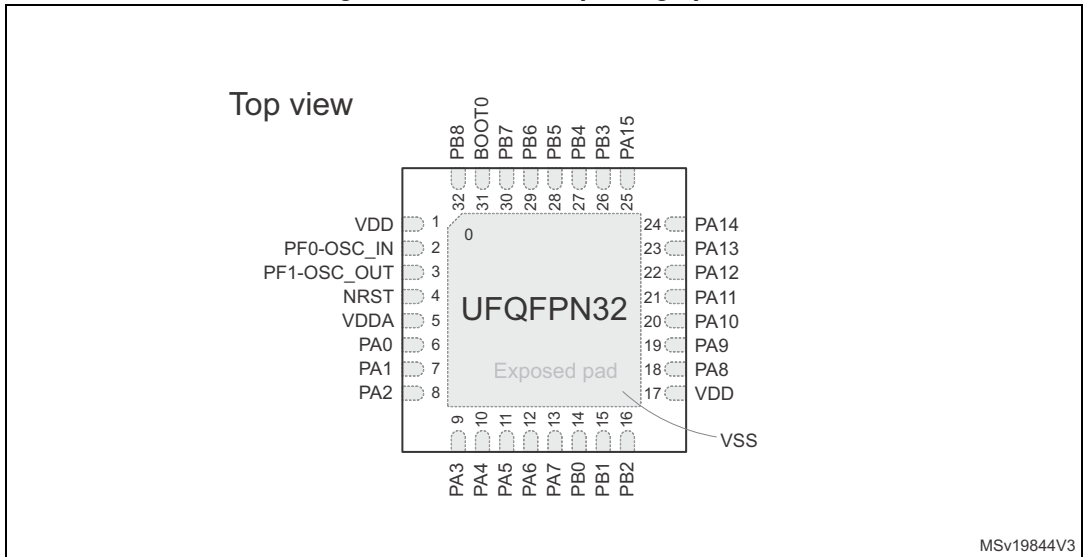 Top view
PB8
BOOT0
PB7
PB6
PB5
PB4
PB3
PA15
32
31
30
29
28
27
26
25
VDD 1
PF0-OSC_IN 2
PF1-OSC_OUT 3
NRST 4
VDDA 5
PA0 6
PA1 7
PA2 8
0
UFQFPN32
Exposed pad
24 PA14
23 PA13
22 PA12
21 PA11
20 PA10
19 PA9
18 PA8
17 VDD
VSS
9
10
11
12
13
14
15
16
PA3
PA4
PA5
PA6
PA7
PB0
PB1
PB2
MSv19844V3